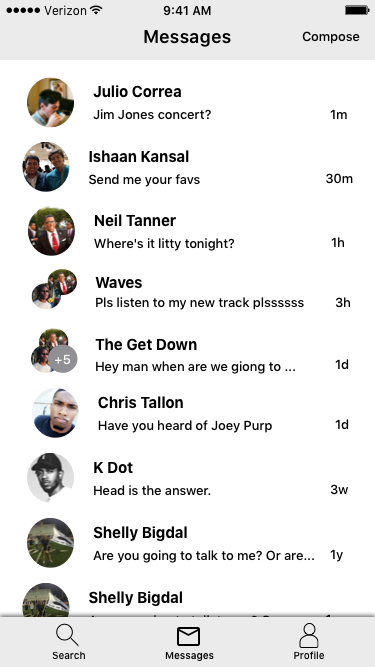 Verizon 9:41 AM
Messages Compose
Julio Correa
Jim Jones concert? 1m
Ishaan Kansal
Send me your favs 30m
Neil Tanner
Where's it litty tonight? 1h
Waves
Pls listen to my new track plssssss 3h
The Get Down
+5
Hey man when are we giong to ... 1d
Chris Tallon
Have you heard of Joey Purp 1d
K Dot
Head is the answer. 3w
Shelly Bigdal
Are you going to talk to me? Or are... 1y
Shelly Bigdal
Search Messages Profile